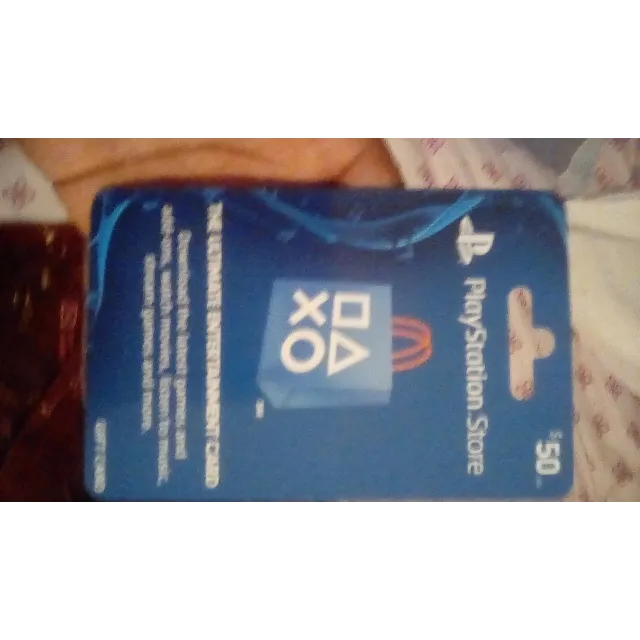 PlayStation Store
$50
THE ULTIMATE ENTERTAINMENT CARD
Download the latest games and
add-ons, watch movies, listen to music,
stream games and more.
GIFT CARD